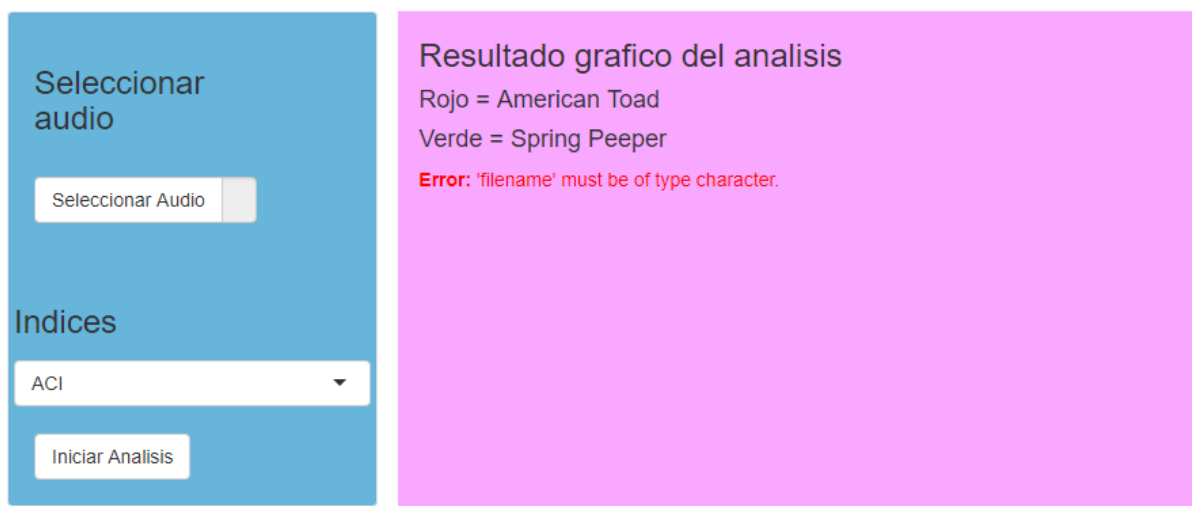 Seleccionar
audio
Seleccionar Audio
Indices
ACI
Iniciar Analisis
Resultado grafico del analisis
Rojo = American Toad
Verde = Spring Peeper
Error: 'filename' must be of type character.